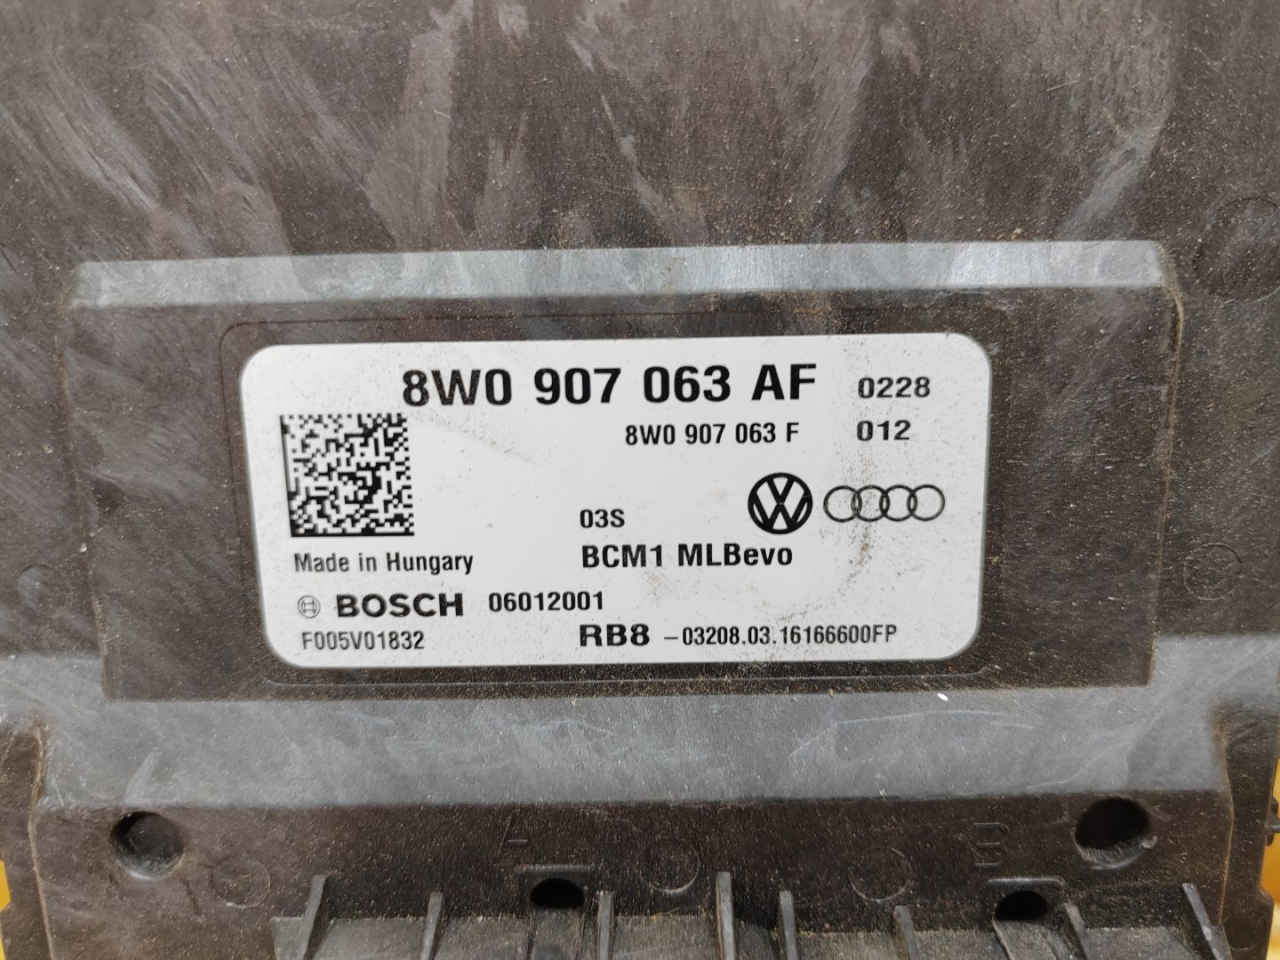 8W0 907 063 AF 0228
8W0 907 063 F 012
03S
Made in Hungary BCM1 MLBevo
BOSCH 06012001
F005V01832 RB8 -03208.03.16166600FP
A B